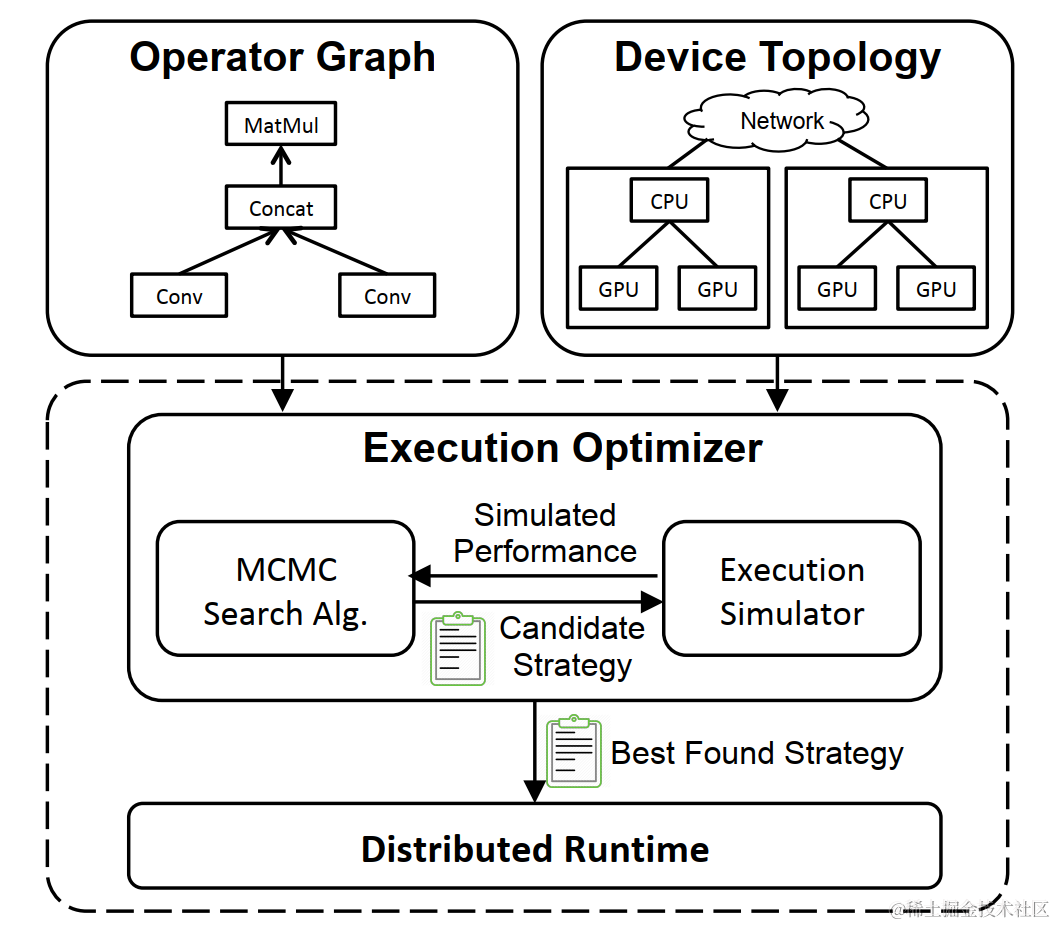 Operator Graph
MatMul
Concat
Conv
Conv
Device Topology
Network
CPU
GPU
GPU
CPU
GPU
GPU
Execution Optimizer
MCMC
Search Alg.
Simulated
Performance
Candidate
Strategy
Execution
Simulator
Best Found Strategy
Distributed Runtime
@稀土掘金技术社区